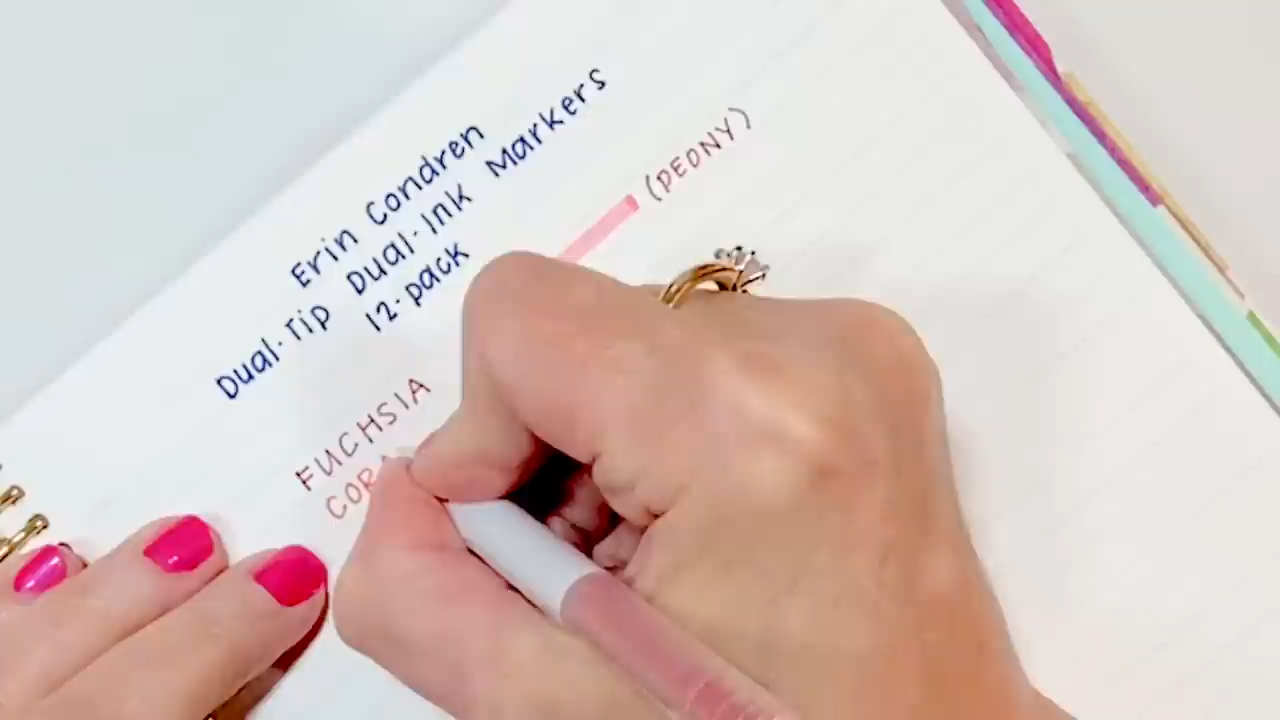 Erin Condren
Dual-Tip Dual-Ink Markers
12-pack
FUCHSIA (PEONY)